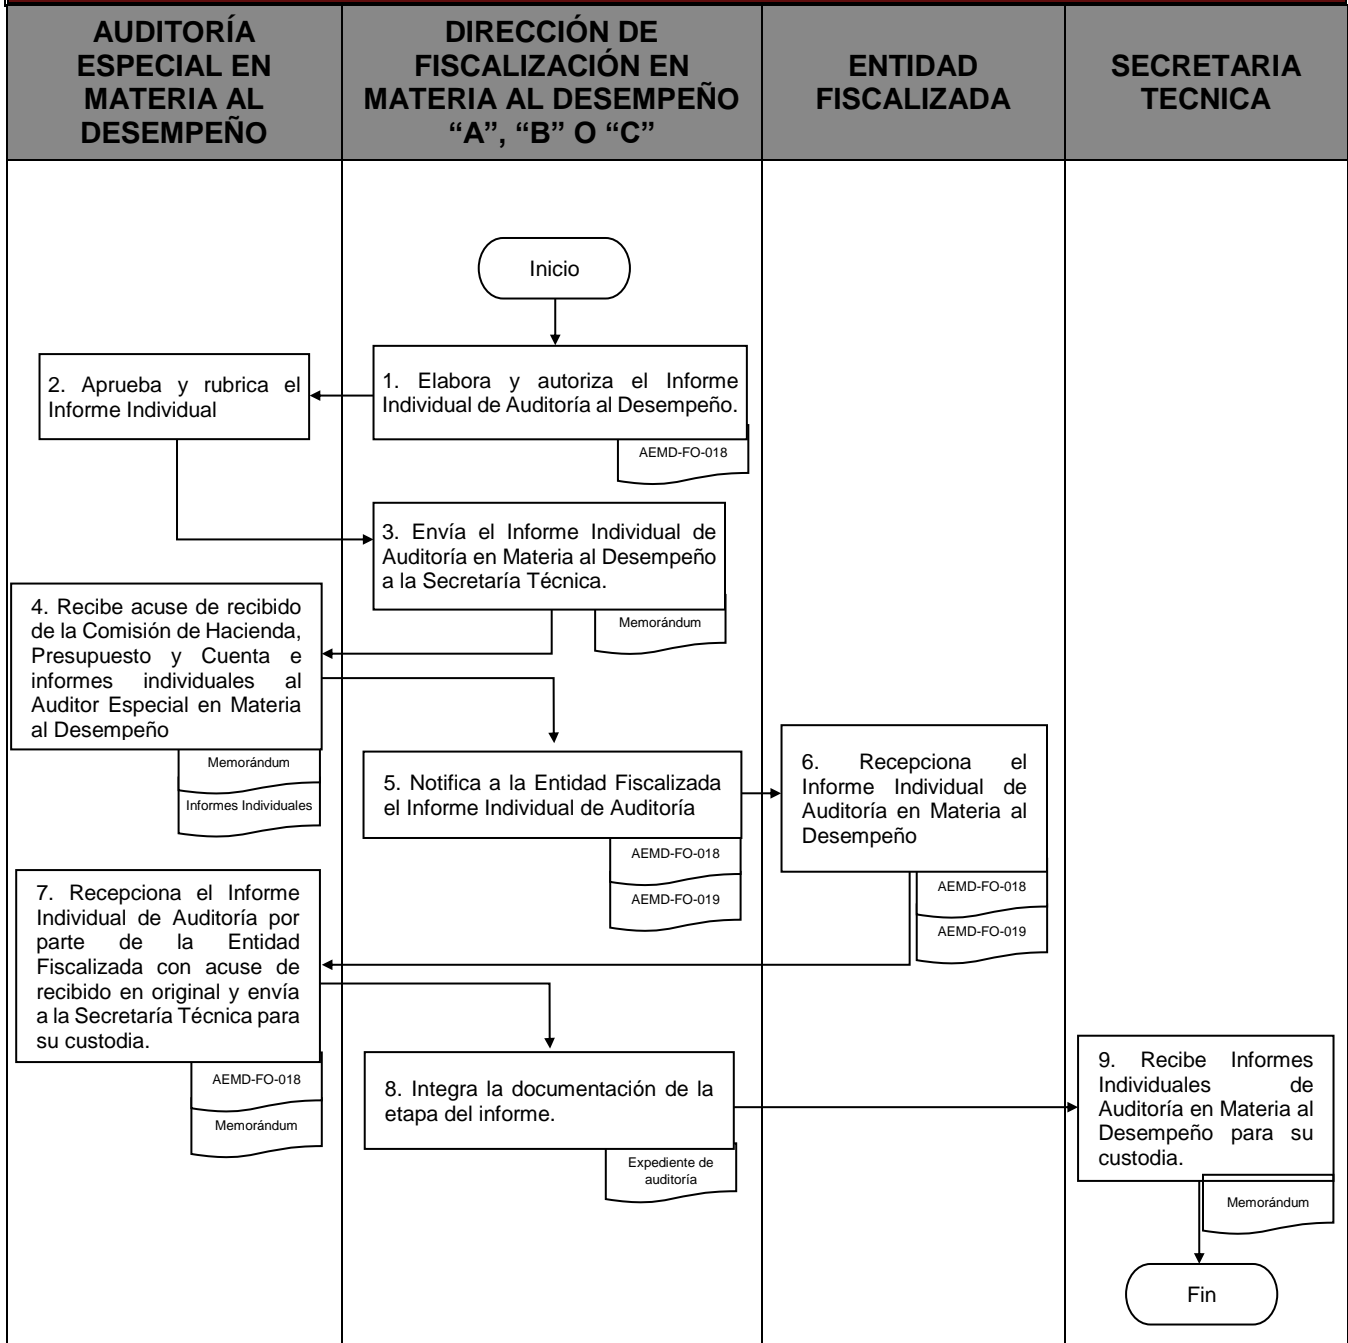 AUDITORÍA
ESPECIAL EN
MATERIA AL
DESEMPEÑO
DIRECCIÓN DE
FISCALIZACIÓN EN
MATERIA AL DESEMPEÑO
“A”, “B” O “C”
ENTIDAD
FISCALIZADA
SECRETARIA
TECNICA
Inicio
1. Elabora y autoriza el Informe
Individual de Auditoría al Desempeño.
AEMD-FO-018
2. Aprueba y rubrica el
Informe Individual
3. Envía el Informe Individual de
Auditoría en Materia al Desempeño
a la Secretaría Técnica.
Memorándum
4. Recibe acuse de recibido
de la Comisión de Hacienda,
Presupuesto y Cuenta e
informes individuales al
Auditor Especial en Materia
al Desempeño
Memorándum
Informes Individuales
5. Notifica a la Entidad Fiscalizada
el Informe Individual de Auditoría
AEMD-FO-018
AEMD-FO-019
6. Recepciona el
Informe Individual de
Auditoría en Materia al
Desempeño
AEMD-FO-018
AEMD-FO-019
7. Recepciona el Informe
Individual de Auditoría por
parte de la Entidad
Fiscalizada con acuse de
recibido en original y envía
a la Secretaría Técnica para
su custodia.
AEMD-FO-018
Memorándum
8. Integra la documentación de la
etapa del informe.
Expediente de
auditoría
9. Recibe Informes
Individuales de
Auditoría en Materia al
Desempeño para su
custodia.
Memorándum
Fin